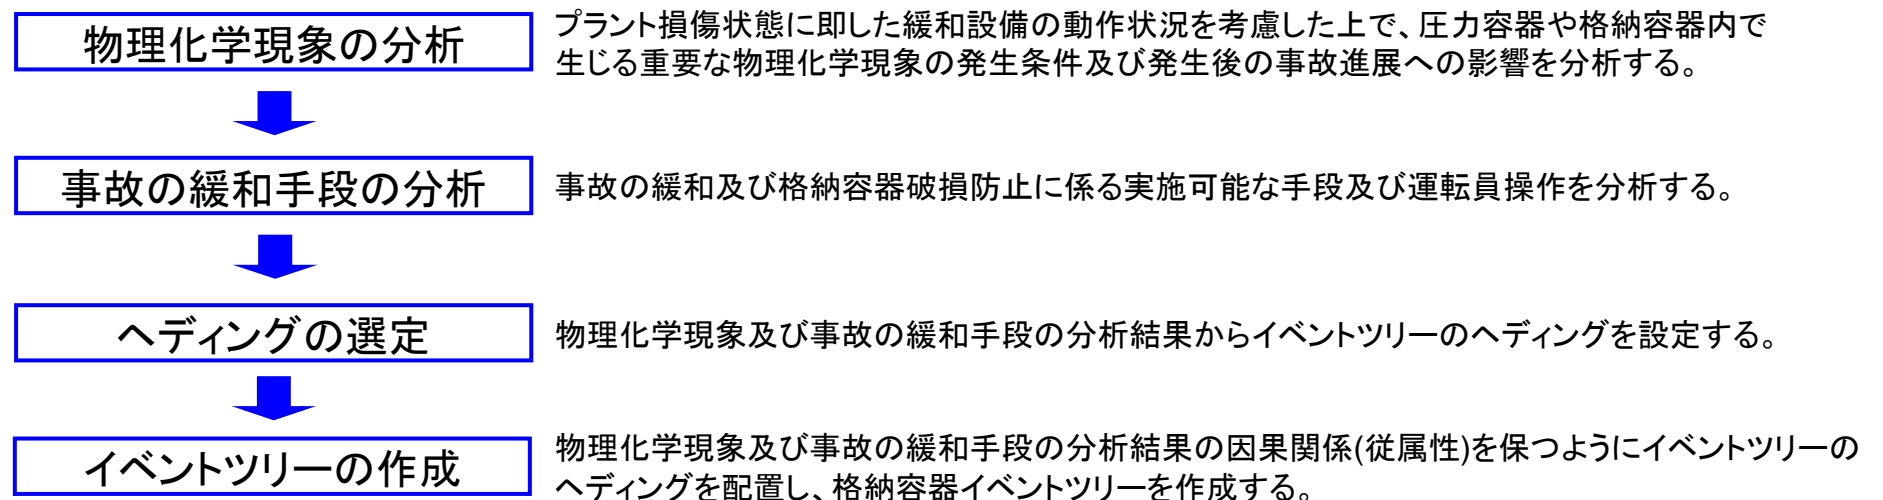 物理化学現象の分析
プラント損傷状態に即した緩和設備の動作状況を考慮した上で、圧力容器や格納容器内で
生じる重要な物理化学現象の発生条件及び発生後の事故進展への影響を分析する。
事故の緩和手段の分析
事故の緩和及び格納容器破損防止に係る実施可能な手段及び運転員操作を分析する。
ヘディングの選定
物理化学現象及び事故の緩和手段の分析結果からイベントツリーのヘディングを設定する。
イベントツリーの作成
物理化学現象及び事故の緩和手段の分析結果の因果関係(従属性)を保つようにイベントツリーの
ヘディングを配置し、格納容器イベントツリーを作成する。